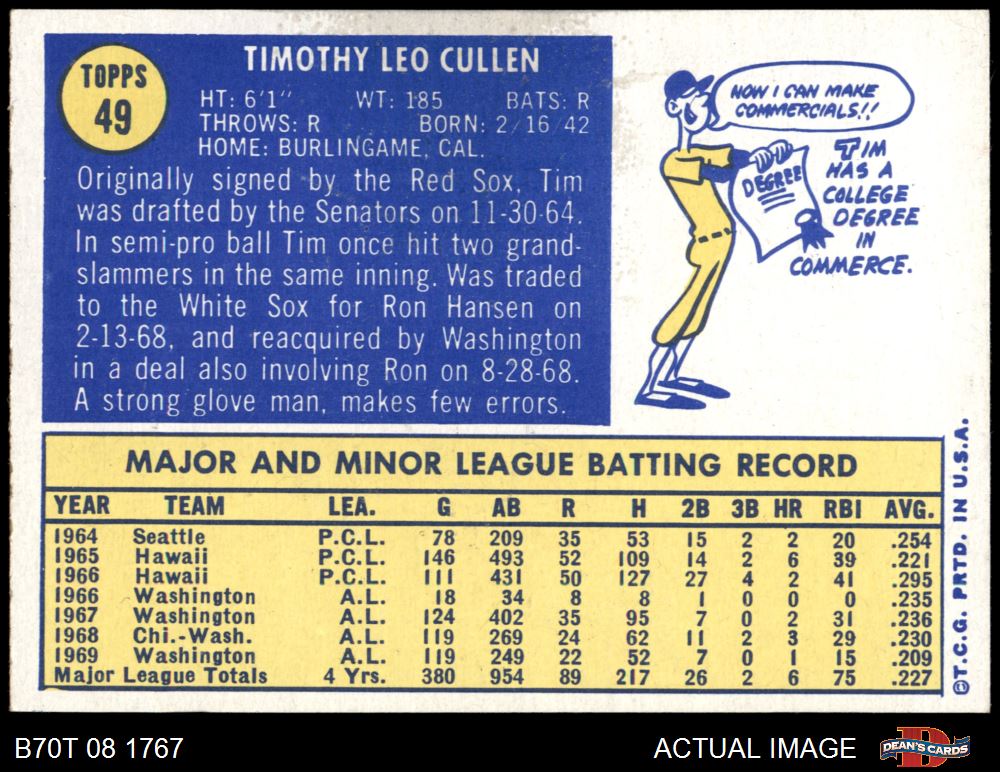 TOPPS
49
TIMOTHY LEO CULLEN
HT: 6'1" WT: 185 BATS: R
THROWS: R BORN: 2/16/42
HOME: BURLINGAME, CAL.
Originally signed by the Red Sox, Tim
was drafted by the Senators on 11-30-64.
In semi-pro ball Tim once hit two grand-
slammers in the same inning. Was traded
to the White Sox for Ron Hansen on
2-13-68, and reacquired by Washington
in a deal also involving Ron on 8-28-68.
A strong glove man, makes few errors.
NOW I CAN MAKE
COMMERCIALS!!
DEGREE
TIM
HAS A
COLLEGE
DEGREE
IN
COMMERCE.
MAJOR AND MINOR LEAGUE BATTING RECORD
YEAR TEAM LEA. G AB R H 2B 3B HR RBI AVG.
1964 Seattle P.C.L. 78 209 35 53 15 2 2 20 .254
1965 Hawaii P.C.L. 146 493 52 109 14 2 6 39 .221
1966 Hawaii P.C.L. 111 431 50 127 27 4 2 41 .295
1966 Washington A.L. 18 34 8 8 1 0 0 0 .235
1967 Washington A.L. 124 402 35 95 7 0 2 31 .236
1968 Chi.-Wash. A.L. 119 269 24 62 11 2 3 29 .230
1969 Washington A.L. 119 249 22 52 7 0 1 15 .209
Major League Totals 4 Yrs. 380 954 89 217 26 2 6 75 .227
©T.C.G. PRTD. IN U.S.A.
B70T 08 1767
ACTUAL IMAGE
DEAN'S CARDS